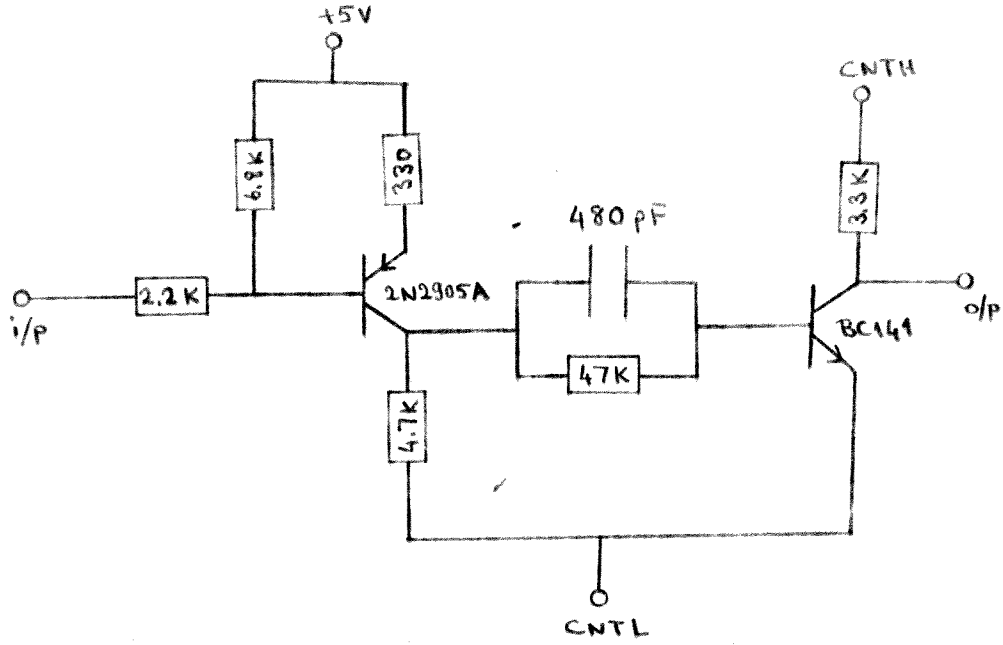 +5V
CNTH
6.8K
330
3.3K
480pF
2.2K
2N2905A
i/p
o/p
BC141
47K
4.7K
CNTL